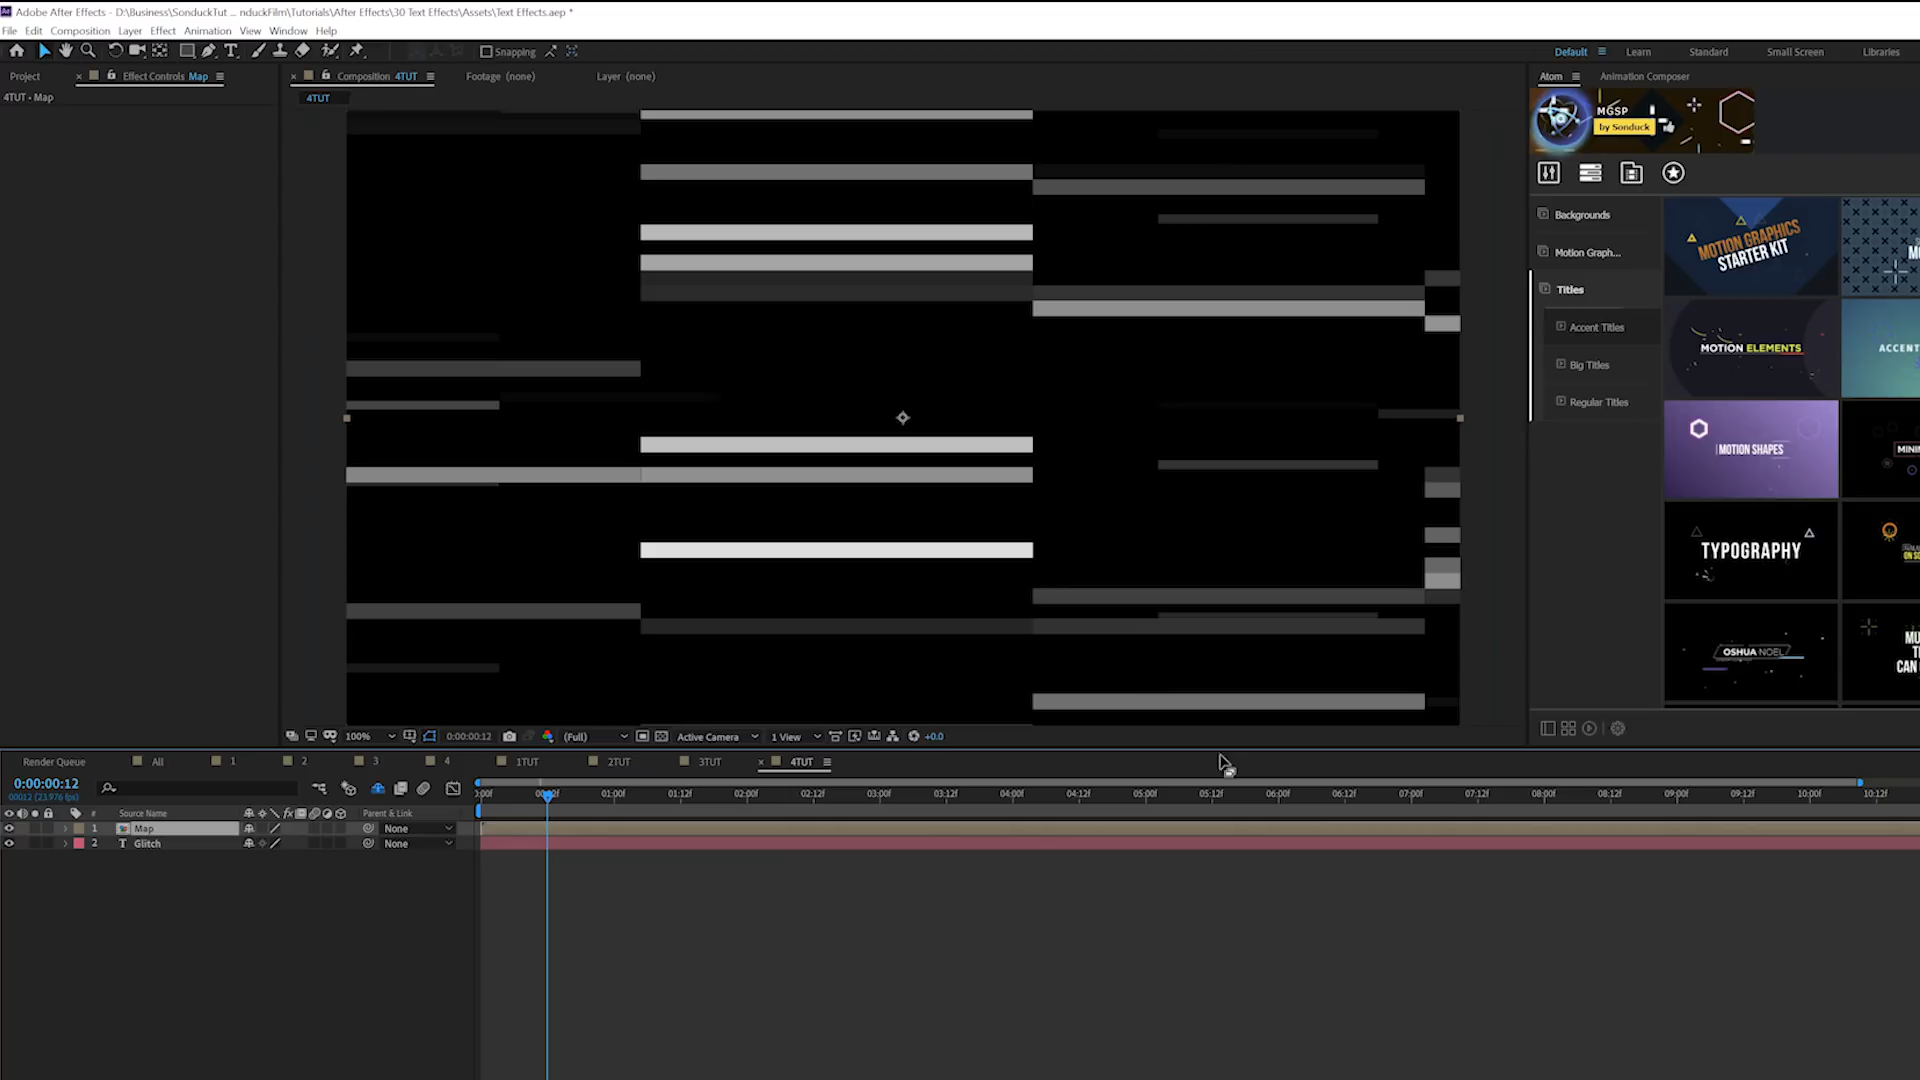 Adobe After Effects - D:\Business\SonduckTut ... nduckFilm\Tutorials\After Effects\30 Text Effects\Assets\Text Effects.aep *
File Edit Composition Layer Effect Animation View Window Help
Snapping
Default Learn Standard Small Screen Libraries
Project Effect Controls Map Composition 4TUT Footage (none) Layer (none) Atom Animation Composer
4TUT • Map
4TUT
MGSP
by Sonduck
Backgrounds
Motion Graph...
Titles
Accent Titles
Big Titles
Regular Titles
MOTION GRAPHICS
STARTER KIT
MOTION ELEMENTS
ACCENT
MOTION SHAPES
TYPOGRAPHY
OSHUA NOEL
CAN
100% 0:00:00:12 (Full) Active Camera 1 View +0.0
Render Queue All 1 2 3 4 1TUT 2TUT 3TUT 4TUT
0:00:00:12
00012 (23.976 fps)
01:00f 01:12f 02:00f 02:12f 03:00f 03:12f 04:00f 04:12f 05:00f 05:12f 06:00f 06:12f 07:00f 07:12f 08:00f 08:12f 09:00f 09:12f 10:00f 10:12f
# Source Name fx Parent & Link
1 Map None
2 T Glitch None